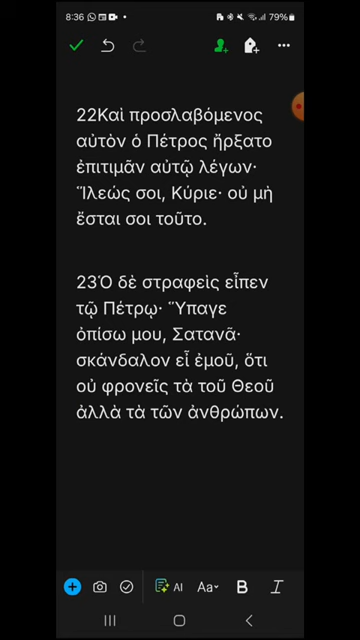 8:36
79%
22Καὶ προσλαβόμενος
αὐτὸν ὁ Πέτρος ἤρξατο
ἐπιτιμᾶν αὐτῷ λέγων·
Ἵλεώς σοι, Κύριε· οὐ μὴ
ἔσται σοι τοῦτο.
23Ὁ δὲ στραφεὶς εἶπεν
τῷ Πέτρῳ· Ὕπαγε
ὀπίσω μου, Σατανᾶ·
σκάνδαλον εἶ ἐμοῦ, ὅτι
οὐ φρονεῖς τὰ τοῦ Θεοῦ
ἀλλὰ τὰ τῶν ἀνθρώπων.
AI Aa B I